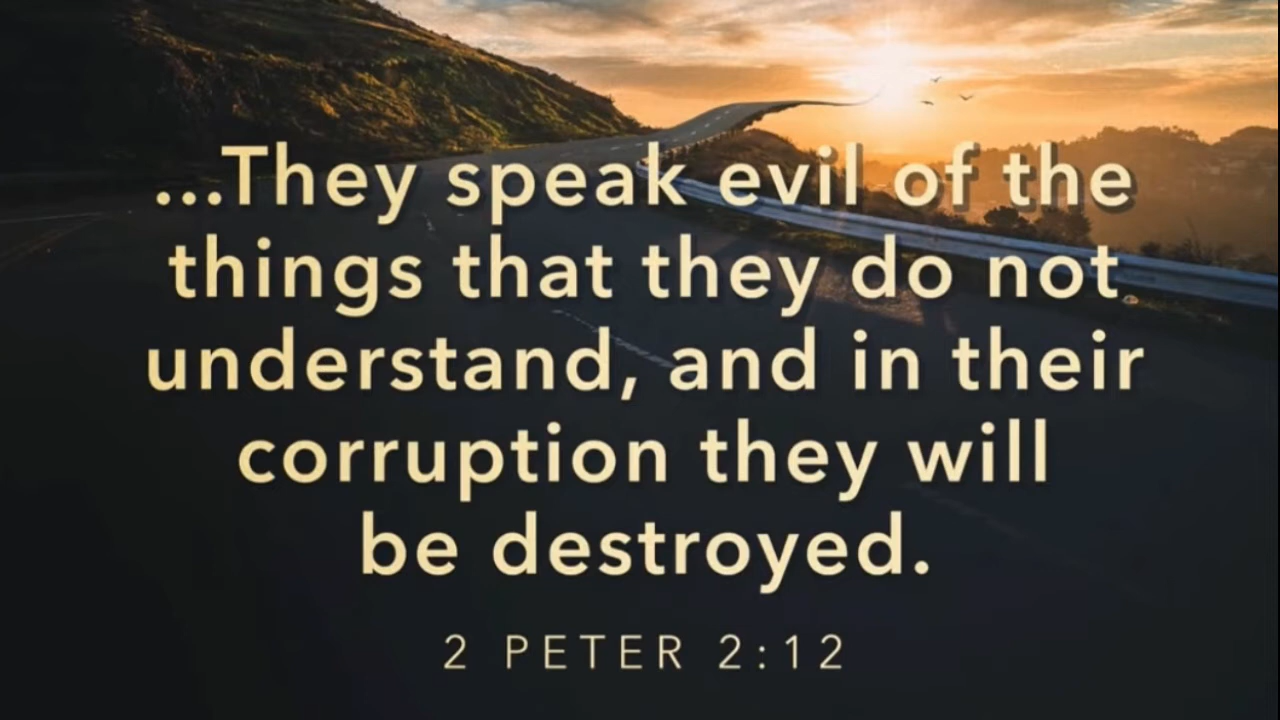 ...They speak evil of the
things that they do not
understand, and in their
corruption they will
be destroyed.
2 PETER 2:12